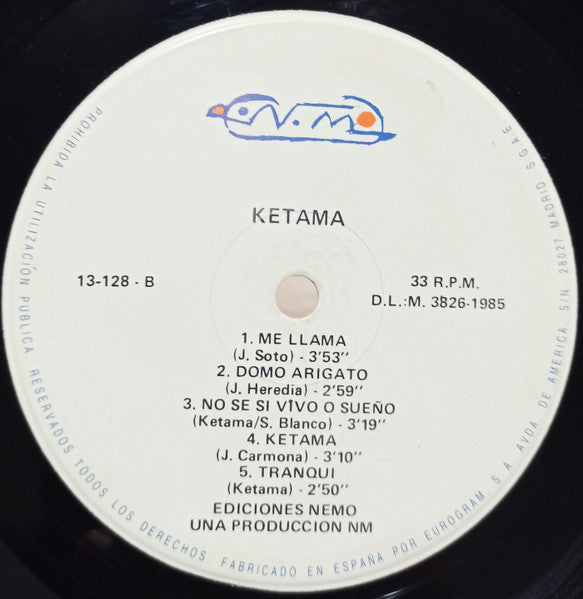 N.M
KETAMA
13-128 - B
33 R.P.M.
D.L.:M. 3826-1985
1. ME LLAMA
(J. Soto) - 3'53''
2. DOMO ARIGATO
(J. Heredia) - 2'59''
3. NO SE SI VIVO O SUEÑO
(Ketama/S. Blanco) - 3'19''
4. KETAMA
(J. Carmona) - 3'10''
5. TRANQUI
(Ketama) - 2'50''
EDICIONES NEMO
UNA PRODUCCION NM
PROHIBIDA LA UTILIZACIÓN PUBLICA RESERVADOS TODOS LOS DERECHOS. FABRICADO EN ESPAÑA POR EUROGRAM, S A AVDA. DE AMERICA, S/N 28027 MADRID S G A E